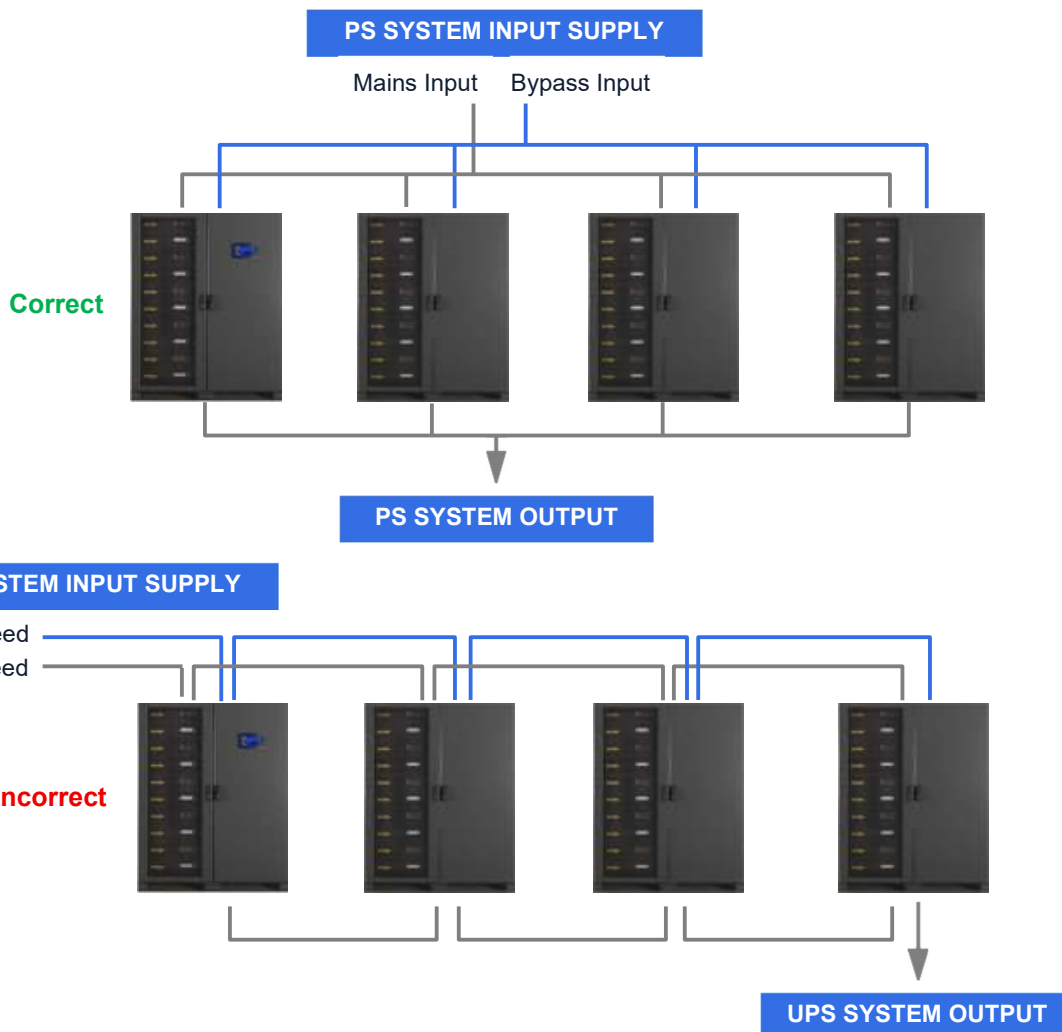 PS SYSTEM INPUT SUPPLY
Mains Input Bypass Input
Correct
PS SYSTEM OUTPUT
STEM INPUT SUPPLY
eed
eed
Incorrect
UPS SYSTEM OUTPUT